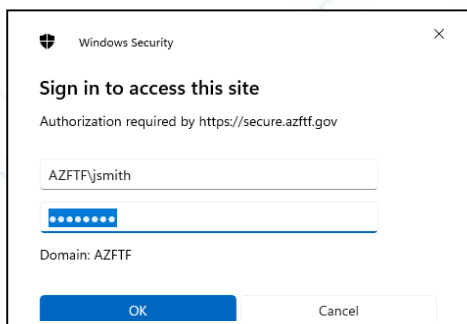 Windows Security
Sign in to access this site
Authorization required by https://secure.azftf.gov
AZFTF\jsmith
●●●●●●●●
Domain: AZFTF
OK Cancel